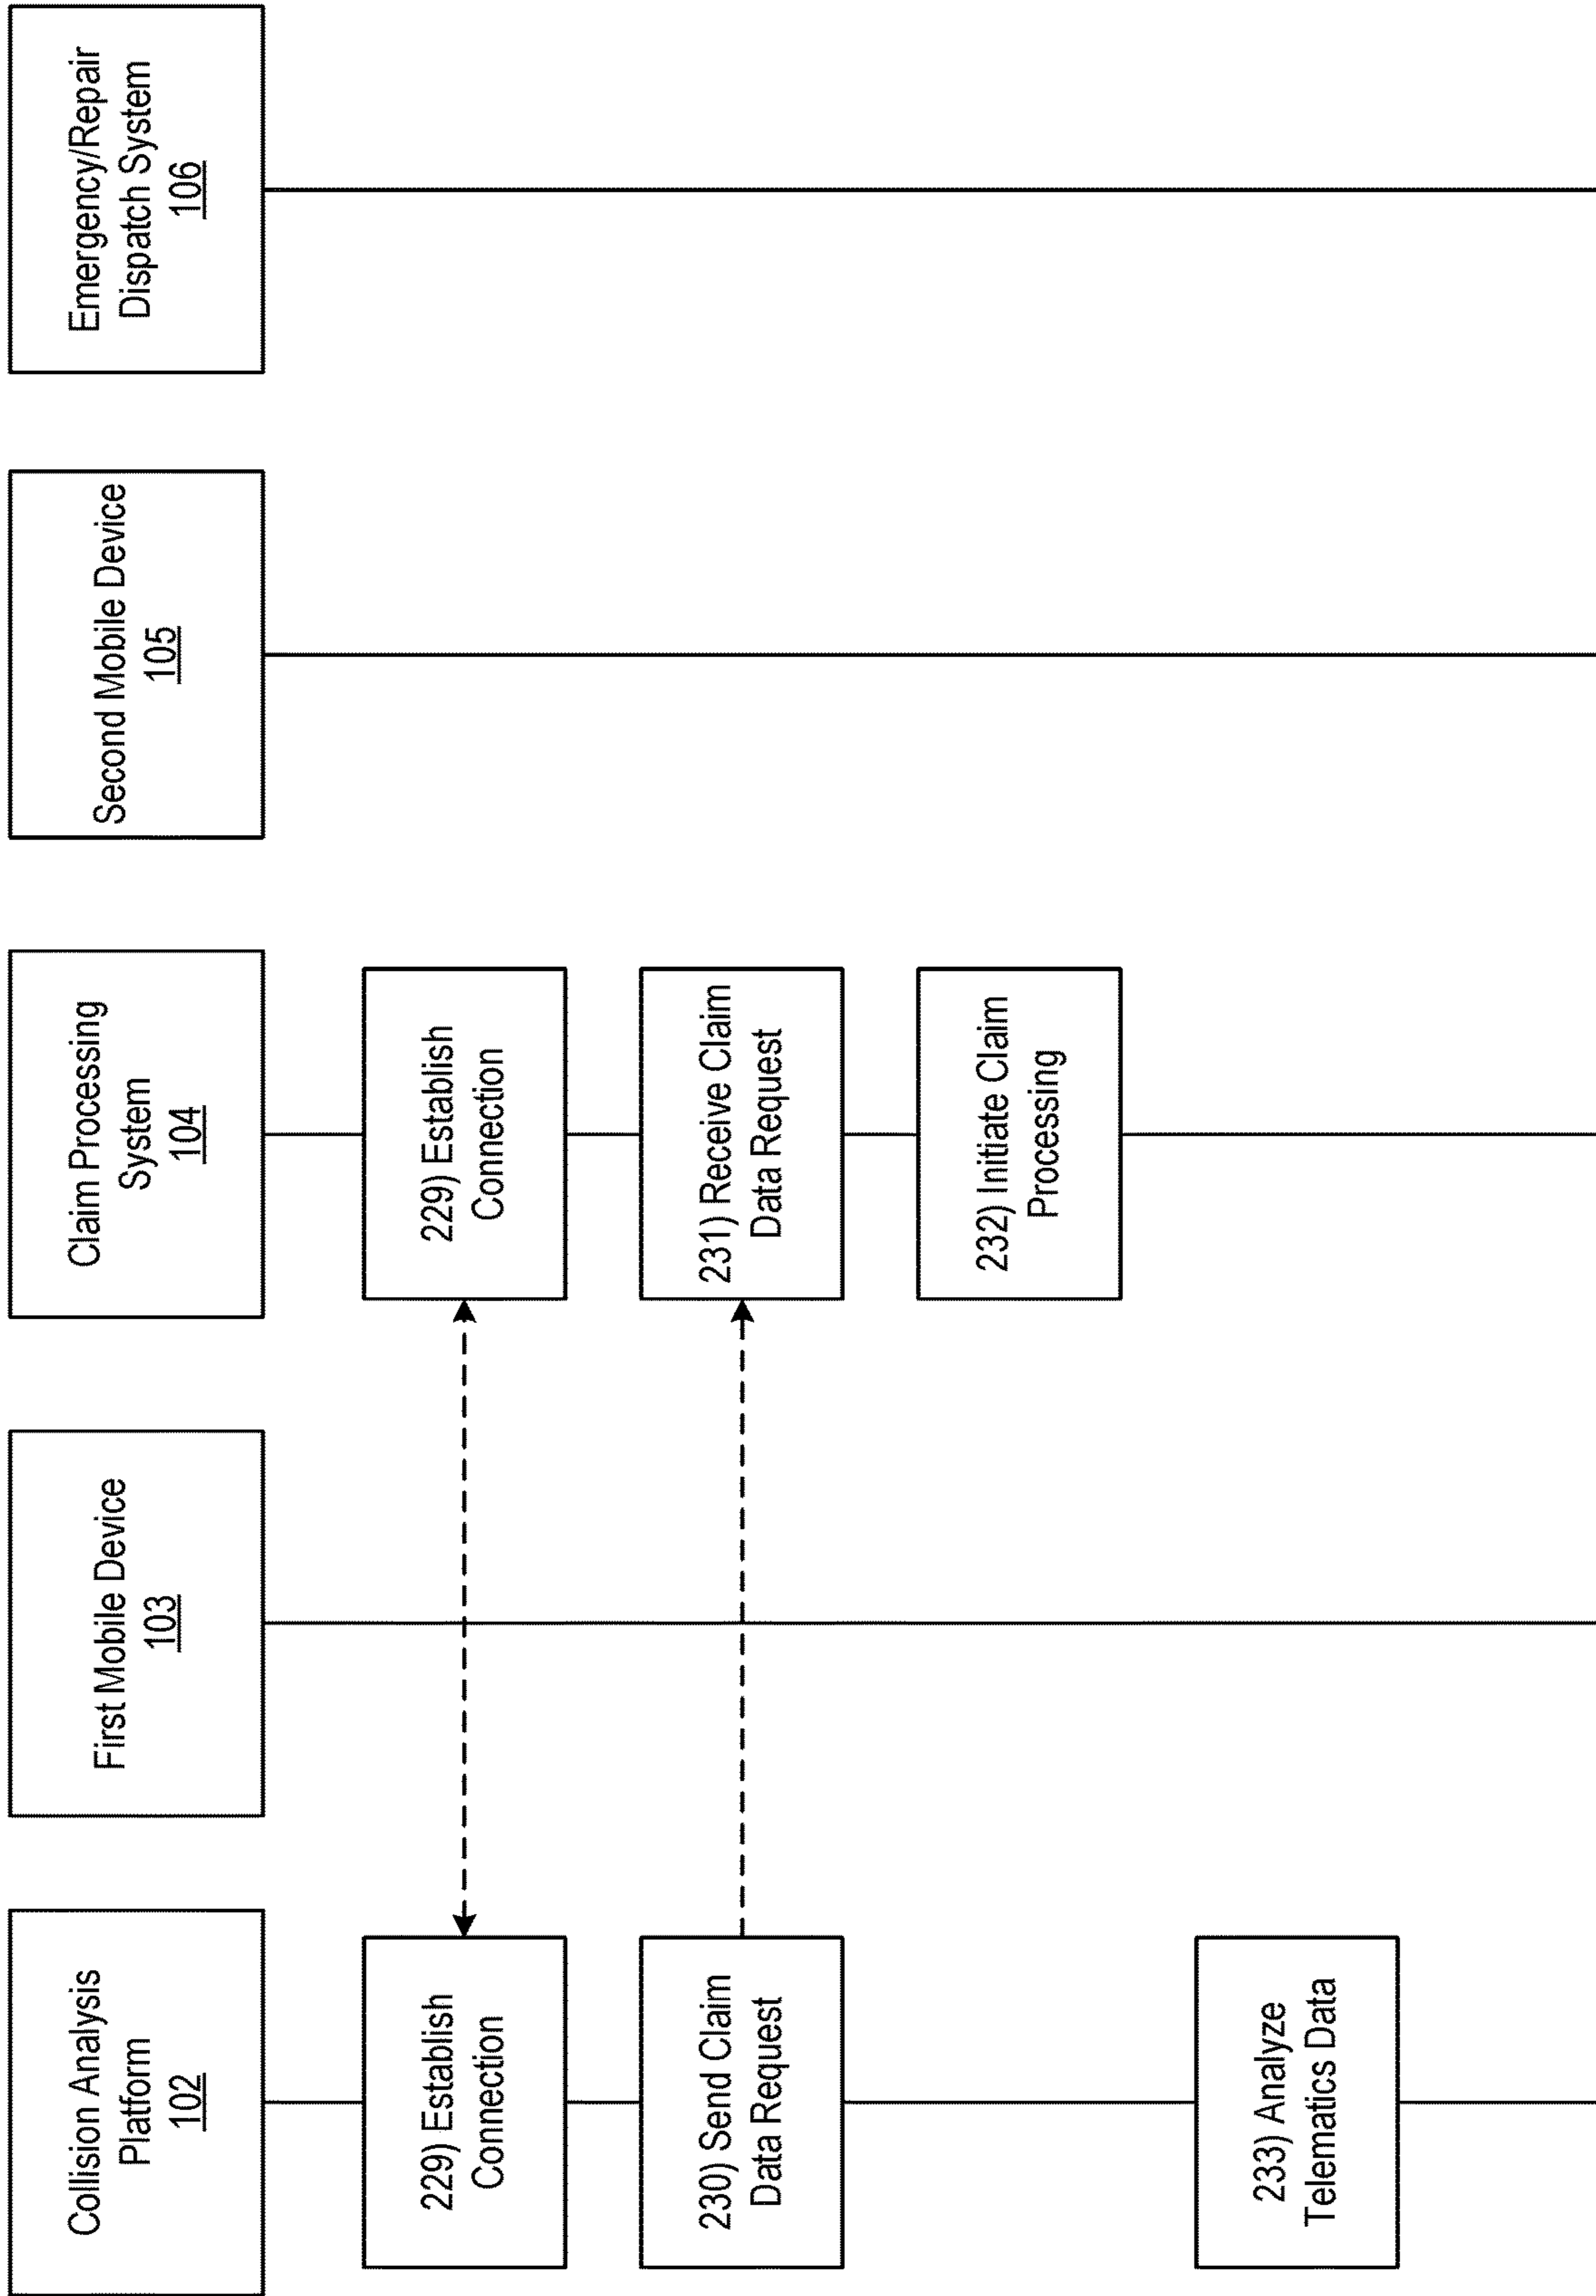 Collision Analysis
Platform
102
First Mobile Device
103
Claim Processing
System
104
Second Mobile Device
105
Emergency/Repair
Dispatch System
106
229) Establish
Connection
229) Establish
Connection
230) Send Claim
Data Request
231) Receive Claim
Data Request
232) Initiate Claim
Processing
233) Analyze
Telematics Data